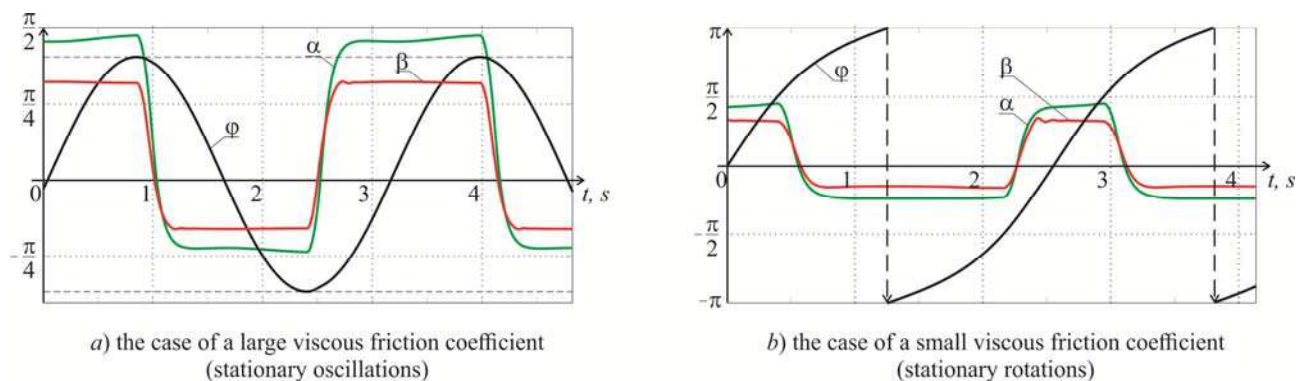 π
2
π
4
0
-π
4
α
β
φ
1
2
3
4
t, s
π
π
2
0
-π
2
-π
φ
β
α
1
2
3
4
t, s
a) the case of a large viscous friction coefficient
(stationary oscillations)
b) the case of a small viscous friction coefficient
(stationary rotations)